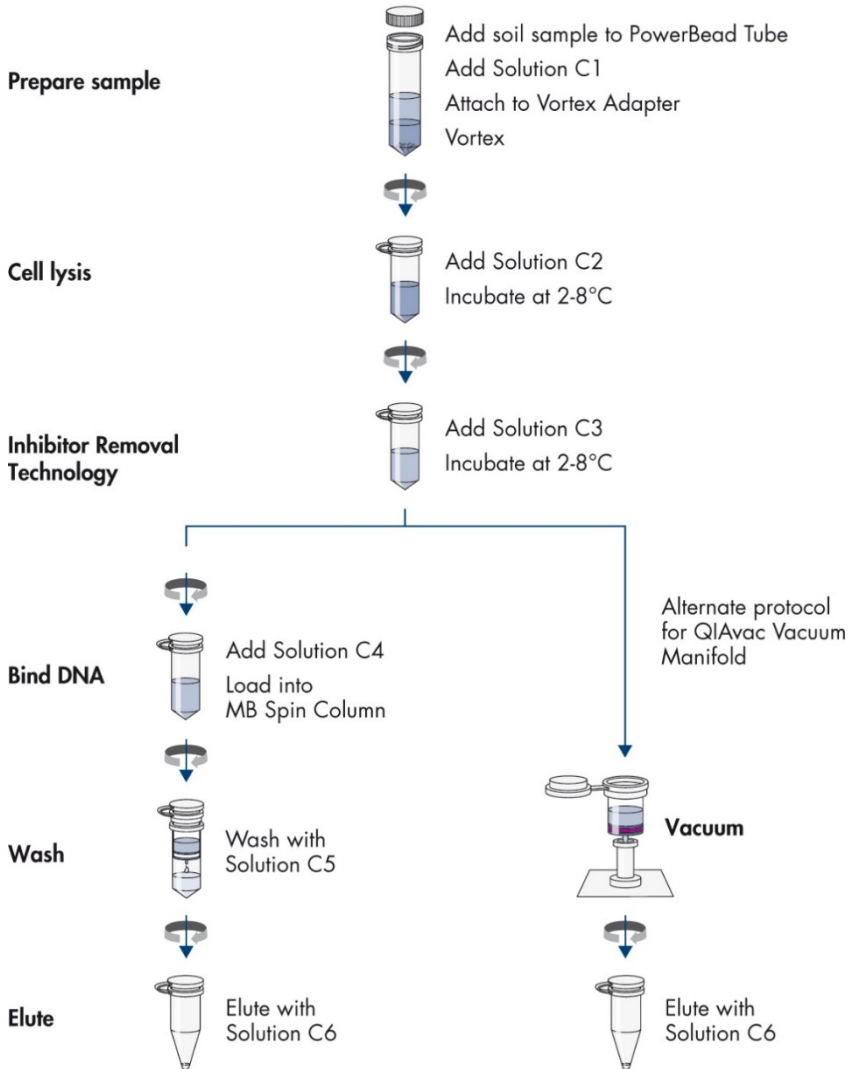 Prepare sample
Add soil sample to PowerBead Tube
Add Solution C1
Attach to Vortex Adapter
Vortex
Cell lysis
Add Solution C2
Incubate at 2-8°C
Inhibitor Removal
Technology
Add Solution C3
Incubate at 2-8°C
Bind DNA
Add Solution C4
Load into
MB Spin Column
Alternate protocol
for QIAvac Vacuum
Manifold
Wash
Wash with
Solution C5
Vacuum
Elute
Elute with
Solution C6
Elute with
Solution C6